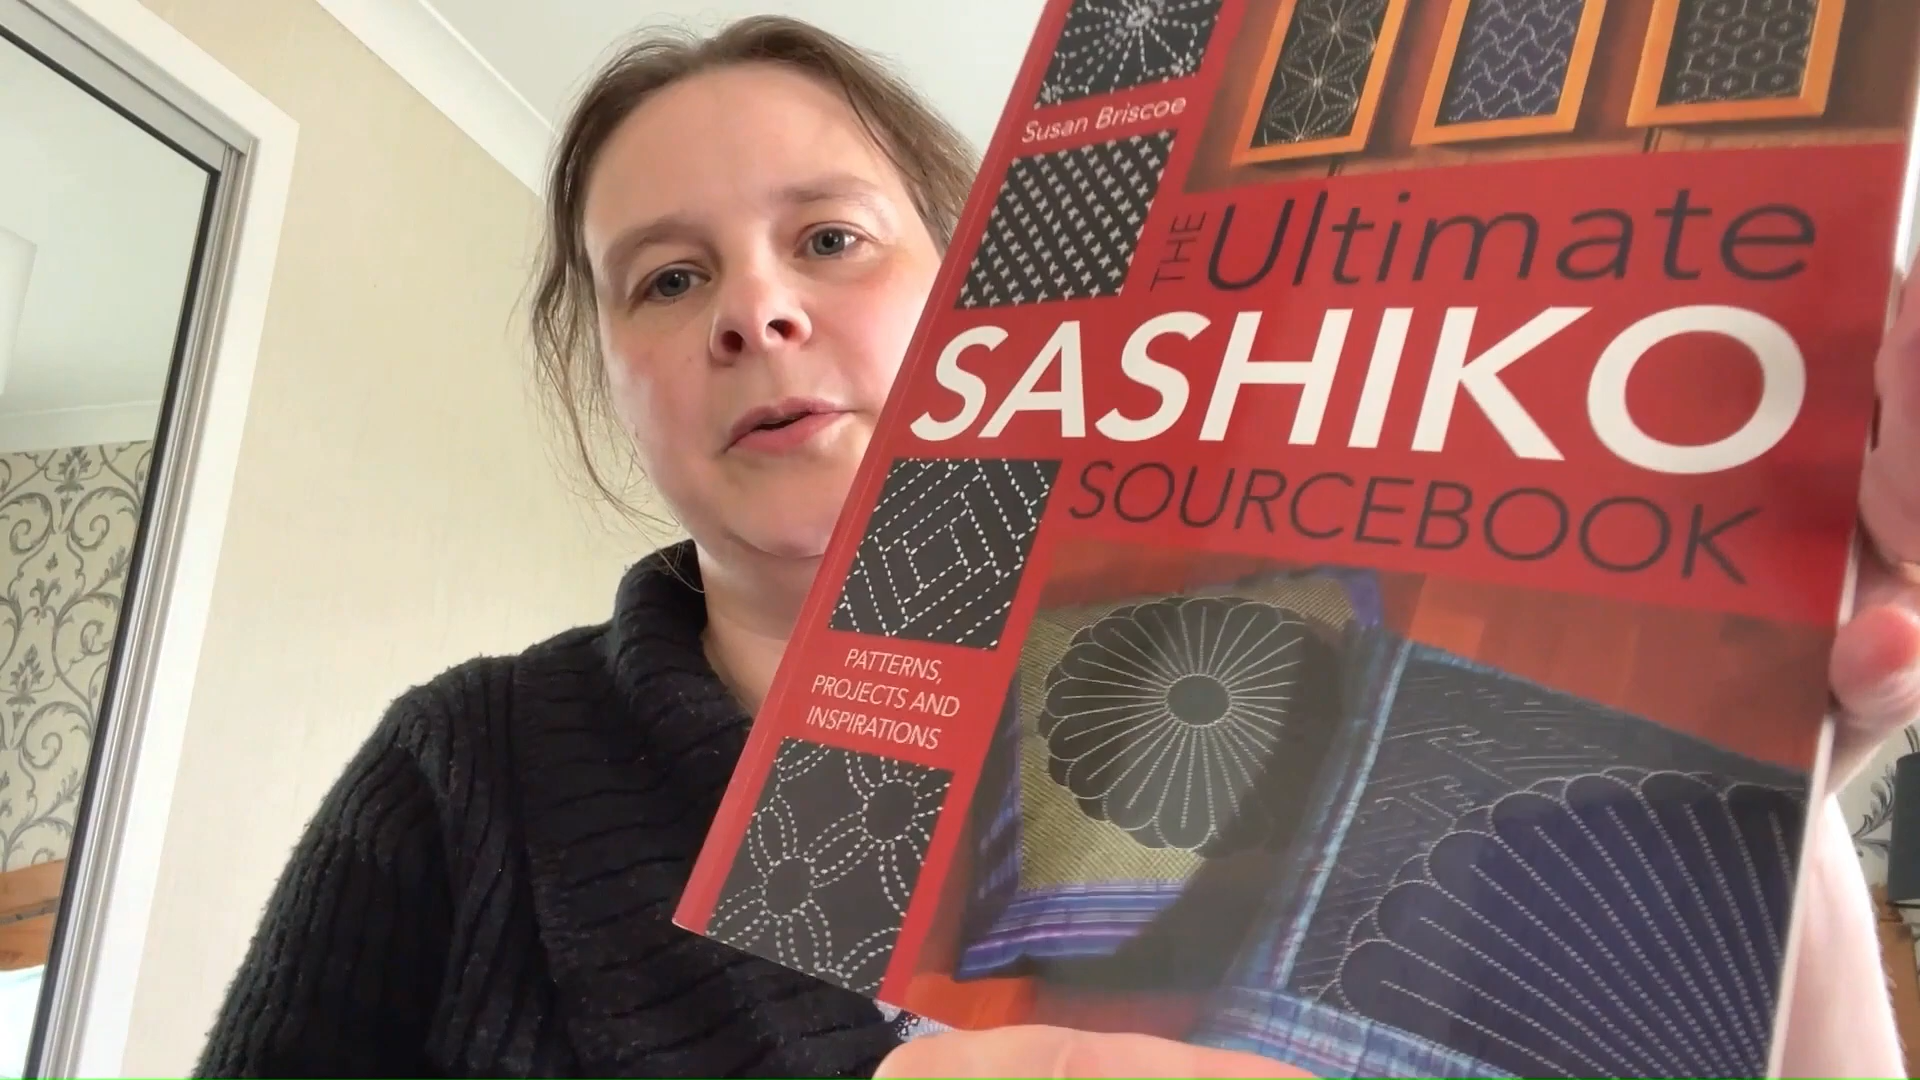 Susan Briscoe
THE Ultimate
SASHIKO
SOURCEBOOK
PATTERNS,
PROJECTS AND
INSPIRATIONS